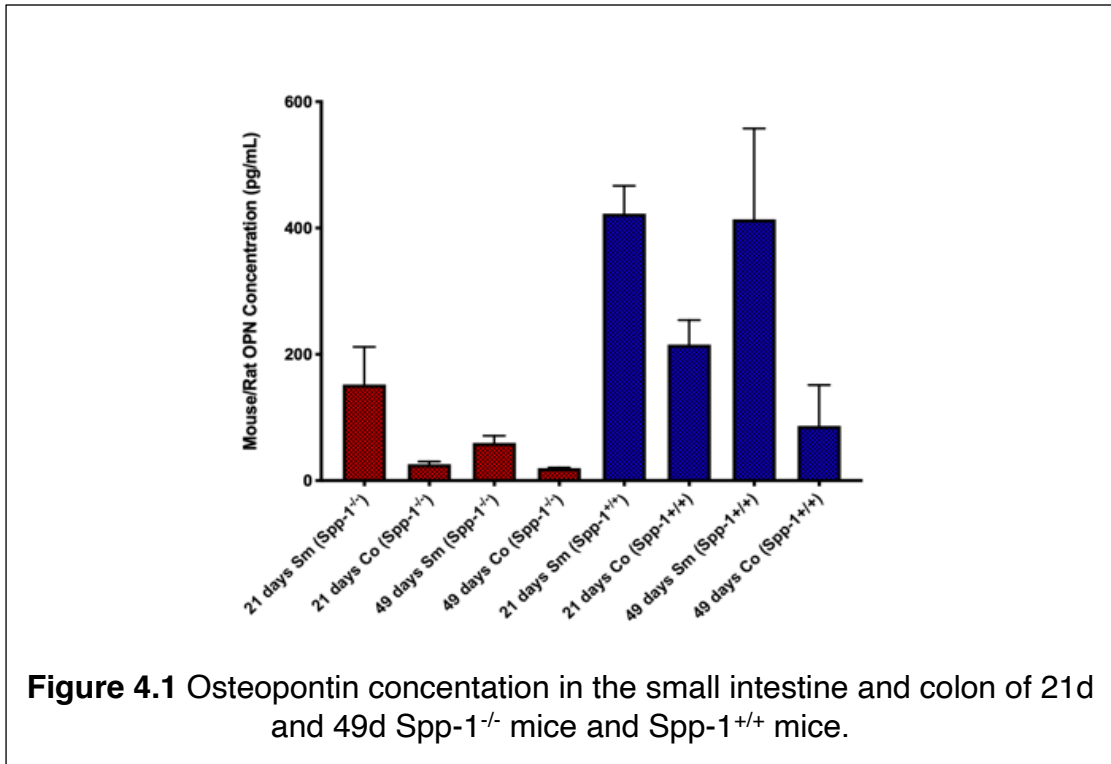 600
400
200
0
Mouse/Rat OPN Concentration (pg/mL)
21 days Sm (Spp-1-/-)
21 days Co (Spp-1-/-)
49 days Sm (Spp-1-/-)
49 days Co (Spp-1-/-)
21 days Sm (Spp-1+/+)
21 days Co (Spp-1+/+)
49 days Sm (Spp-1+/+)
49 days Co (Spp-1+/+)
Figure 4.1 Osteopontin concentation in the small intestine and colon of 21d
and 49d Spp-1-/- mice and Spp-1+/+ mice.